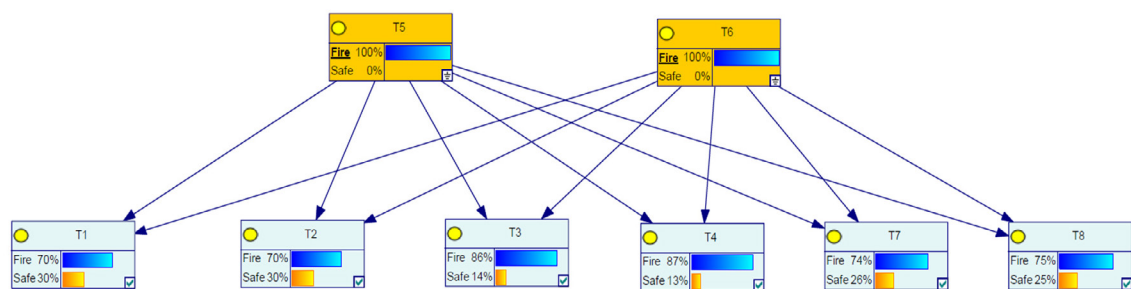 T5
Fire 100%
Safe 0%
T6
Fire 100%
Safe 0%
T1
Fire 70%
Safe 30%
T2
Fire 70%
Safe 30%
T3
Fire 86%
Safe 14%
T4
Fire 87%
Safe 13%
T7
Fire 74%
Safe 26%
T8
Fire 75%
Safe 25%